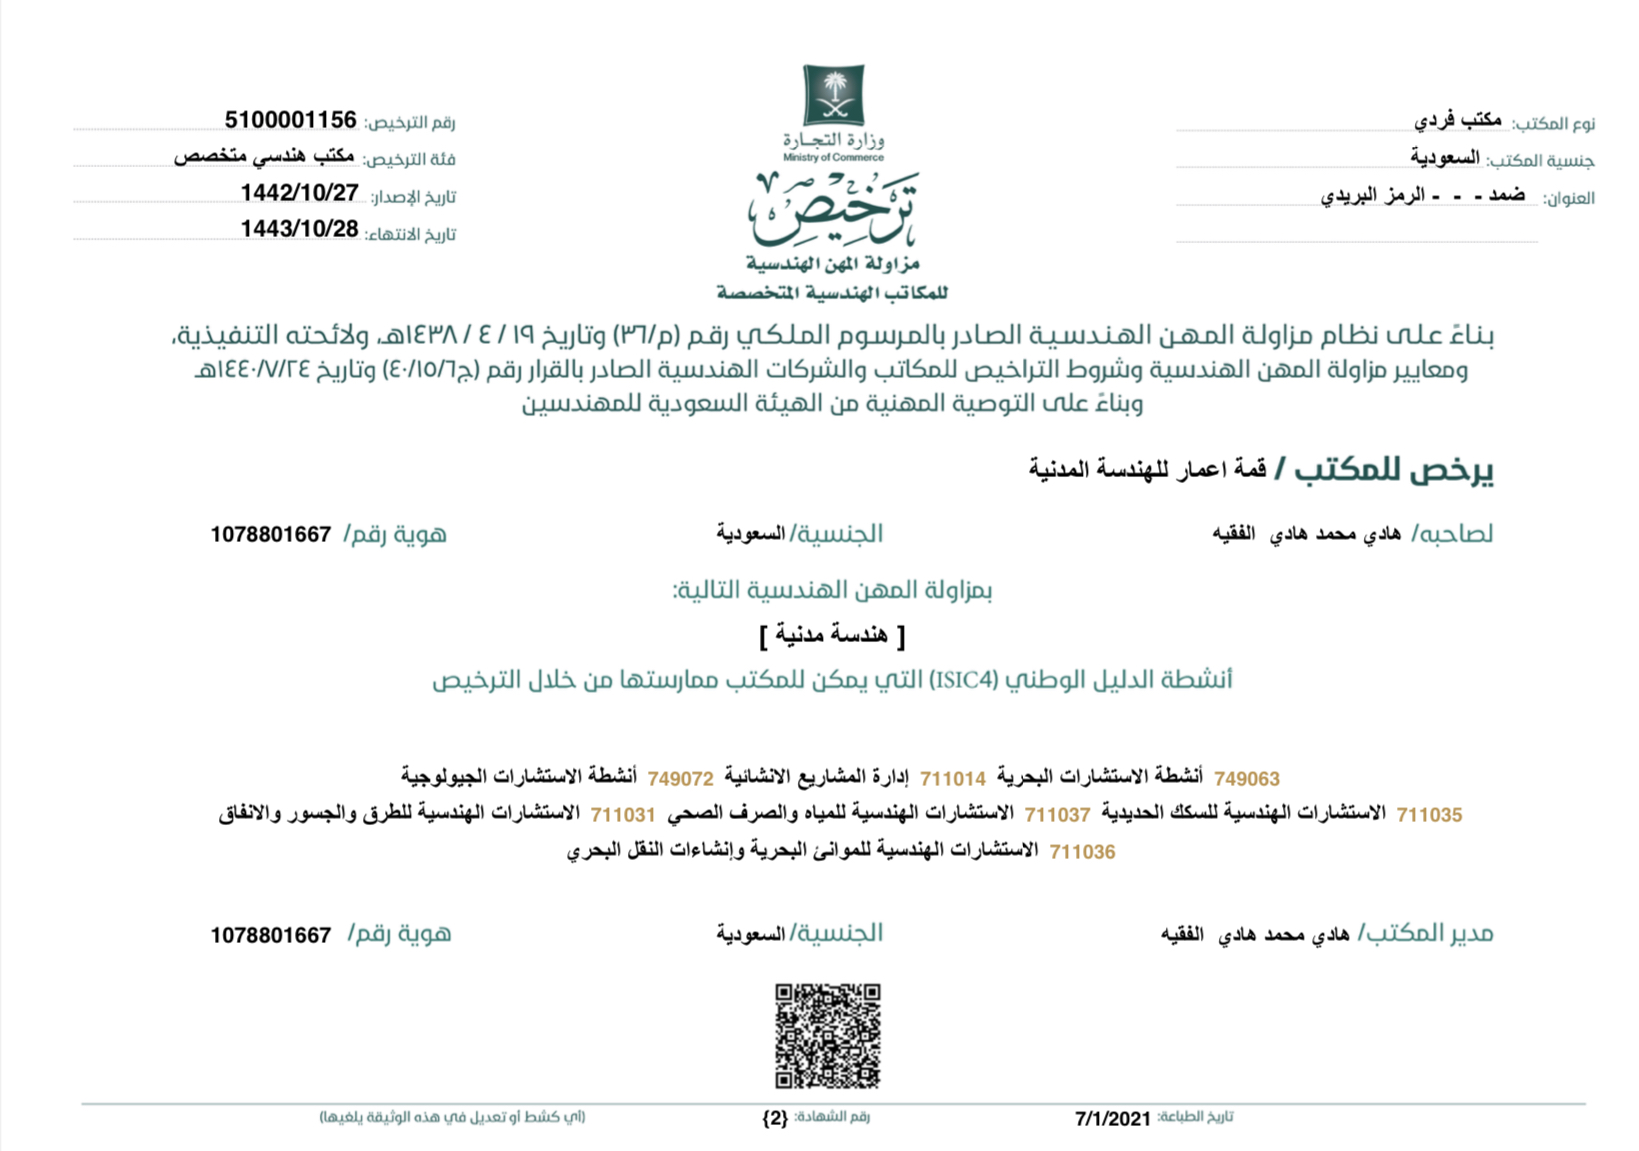 نوع المكتب: مكتب فردي
جنسية المكتب: السعودية
العنوان: ضمد - - - الرمز البريدي
وزارة التجارة
Ministry of Commerce
ترخيص
مزاولة المهن الهندسية
للمكاتب الهندسية المتخصصة
رقم الترخيص: 5100001156
فئة الترخيص: مكتب هندسي متخصص
تاريخ الإصدار: 1442/10/27
تاريخ الانتهاء: 1443/10/28
بناءً على نظام مزاولة المهن الهندسية الصادر بالمرسوم الملكي رقم (م/٣٦) وتاريخ ١٩ / ٤ / ١٤٣٨هـ، ولائحته التنفيذية،
ومعايير مزاولة المهن الهندسية وشروط التراخيص للمكاتب والشركات الهندسية الصادر بالقرار رقم (ج٤٠/١٥/٦) وتاريخ ١٤٤٠/٧/٢٤هـ
وبناءً على التوصية المهنية من الهيئة السعودية للمهندسين
يرخص للمكتب / قمة اعمار للهندسة المدنية
لصاحبه/ هادي محمد هادي الفقيه الجنسية/ السعودية هوية رقم/ 1078801667
بمزاولة المهن الهندسية التالية:
[ هندسة مدنية ]
أنشطة الدليل الوطني (ISIC4) التي يمكن للمكتب ممارستها من خلال الترخيص
749063 أنشطة الاستشارات البحرية 711014 إدارة المشاريع الانشائية 749072 أنشطة الاستشارات الجيولوجية
711035 الاستشارات الهندسية للسكك الحديدية 711037 الاستشارات الهندسية للمياه والصرف الصحي 711031 الاستشارات الهندسية للطرق والجسور والانفاق
711036 الاستشارات الهندسية للموانئ البحرية وإنشاءات النقل البحري
مدير المكتب/ هادي محمد هادي الفقيه الجنسية/ السعودية هوية رقم/ 1078801667
تاريخ الطباعة: 7/1/2021 رقم الشهادة: {2} (أي كشط أو تعديل في هذه الوثيقة يلغيها)